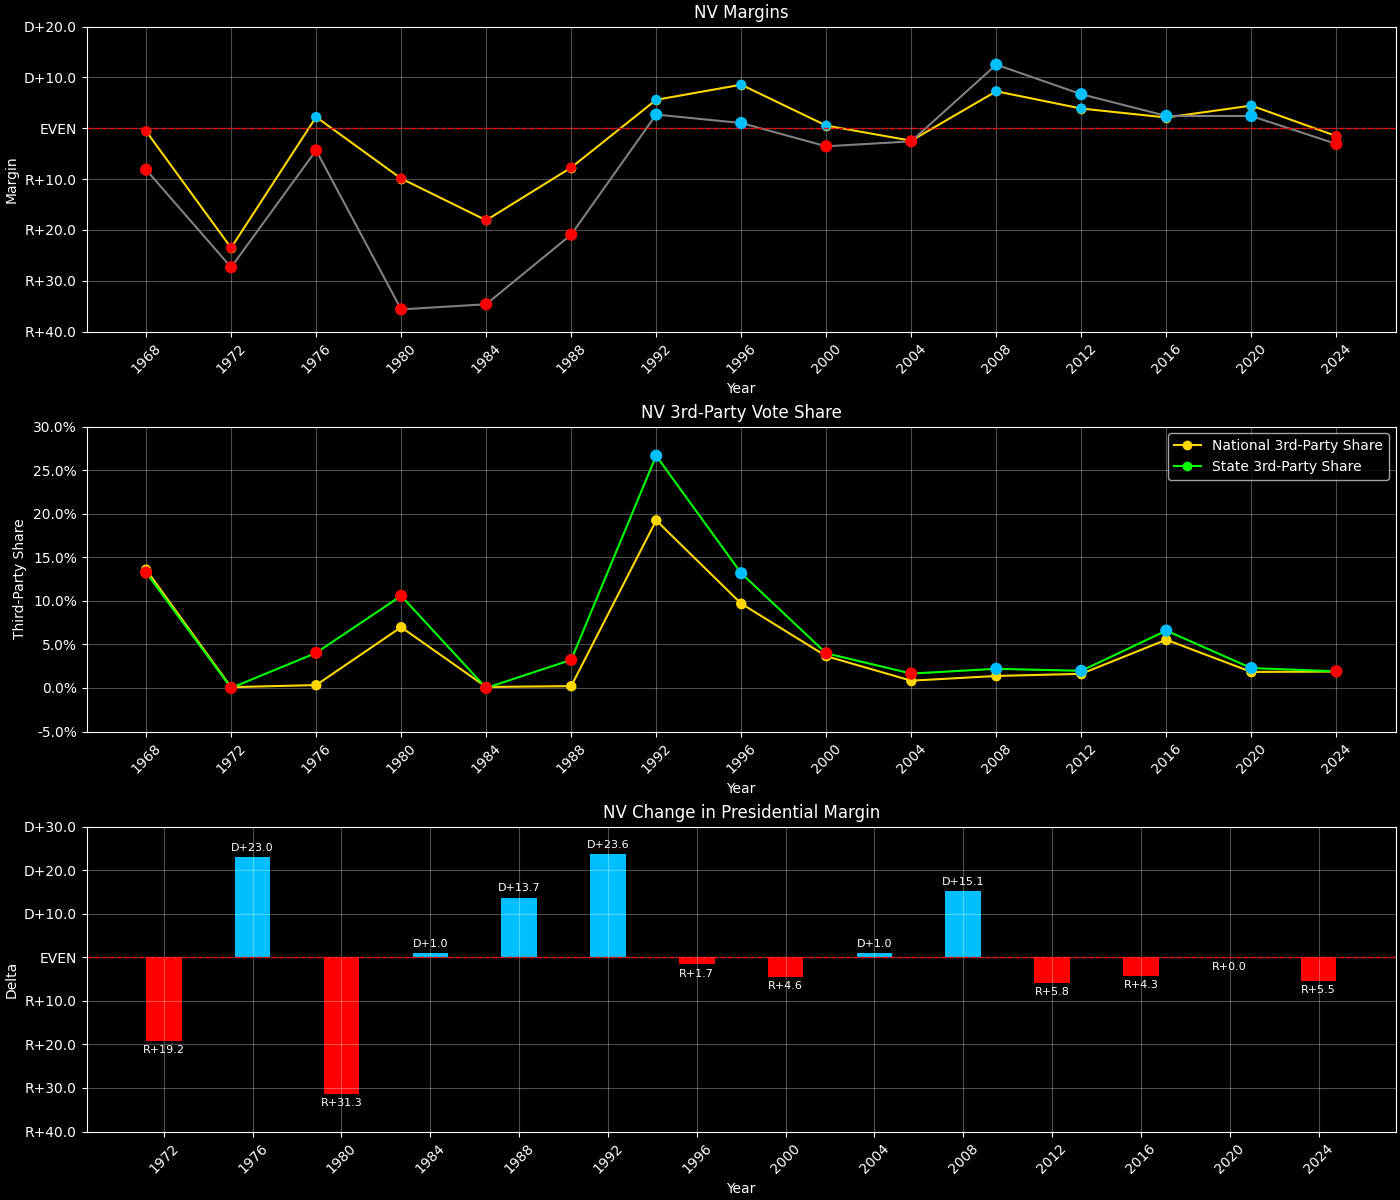 NV Margins
D+20.0
D+10.0
EVEN
R+10.0
R+20.0
R+30.0
R+40.0
Margin
1968
1972
1976
1980
1984
1988
1992
1996
2000
2004
2008
2012
2016
2020
2024
Year
NV 3rd-Party Vote Share
30.0%
25.0%
20.0%
15.0%
10.0%
5.0%
0.0%
-5.0%
Third-Party Share
National 3rd-Party Share
State 3rd-Party Share
1968
1972
1976
1980
1984
1988
1992
1996
2000
2004
2008
2012
2016
2020
2024
Year
NV Change in Presidential Margin
D+30.0
D+20.0
D+10.0
EVEN
R+10.0
R+20.0
R+30.0
R+40.0
Delta
R+19.2
D+23.0
R+31.3
D+1.0
D+13.7
D+23.6
R+1.7
R+4.6
D+1.0
D+15.1
R+5.8
R+4.3
R+0.0
R+5.5
1972
1976
1980
1984
1988
1992
1996
2000
2004
2008
2012
2016
2020
2024
Year